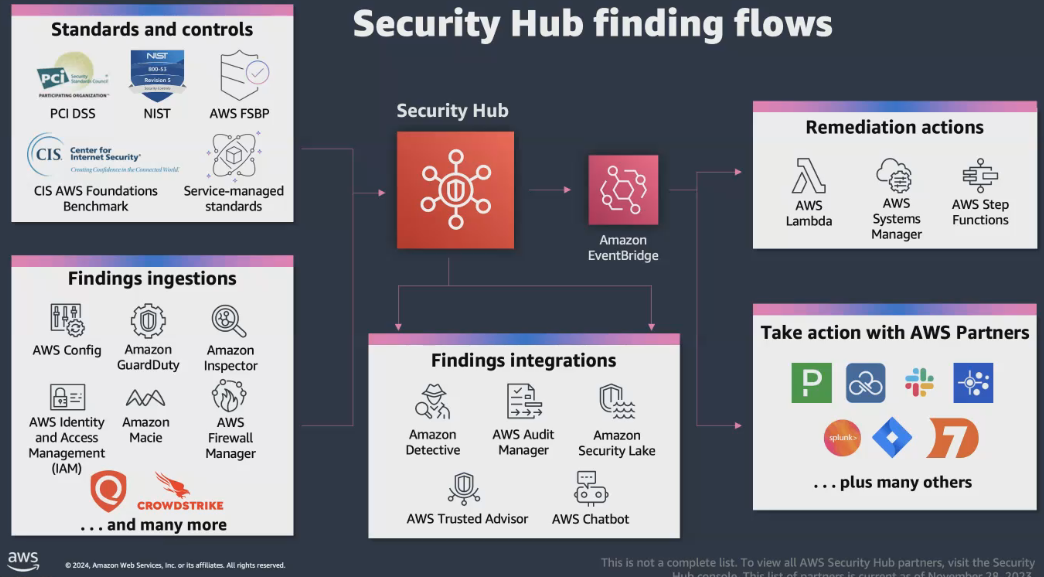 Security Hub finding flows
Standards and controls
PCI
Security
Standards Council
PARTICIPATING ORGANIZATION™
PCI DSS
NIST
800-53
Revision 5
NIST
AWS FSBP
CIS.
Center for
Internet Security®
Creating Confidence in the Connected World.™
CIS AWS Foundations
Benchmark
Service-managed
standards
Findings ingestions
AWS Config
Amazon
GuardDuty
Amazon
Inspector
AWS Identity
and Access
Management
(IAM)
Amazon
Macie
AWS
Firewall
Manager
CROWDSTRIKE
...and many more
Security Hub
Amazon
EventBridge
Findings integrations
Amazon
Detective
AWS Audit
Manager
Amazon
Security Lake
AWS Trusted Advisor
AWS Chatbot
Remediation actions
AWS
Lambda
AWS
Systems
Manager
AWS Step
Functions
Take action with AWS Partners
P
splunk>
7
...plus many others
aws
© 2024, Amazon Web Services, Inc. or its affiliates. All rights reserved.
This is not a complete list. To view all AWS Security Hub partners, visit the Security
Hub console. This list of partners is current as of November 28, 2023.